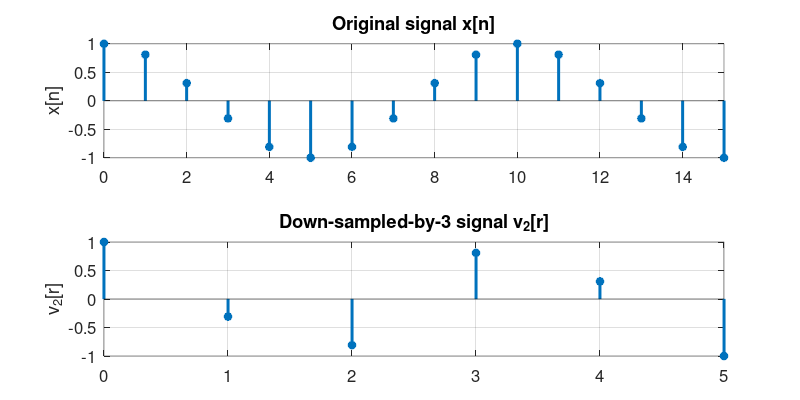 Original signal x[n]
x[n]
1
0.5
0
-0.5
-1
0 2 4 6 8 10 12 14
Down-sampled-by-3 signal v₂[r]
v₂[r]
1
0.5
0
-0.5
-1
0 1 2 3 4 5